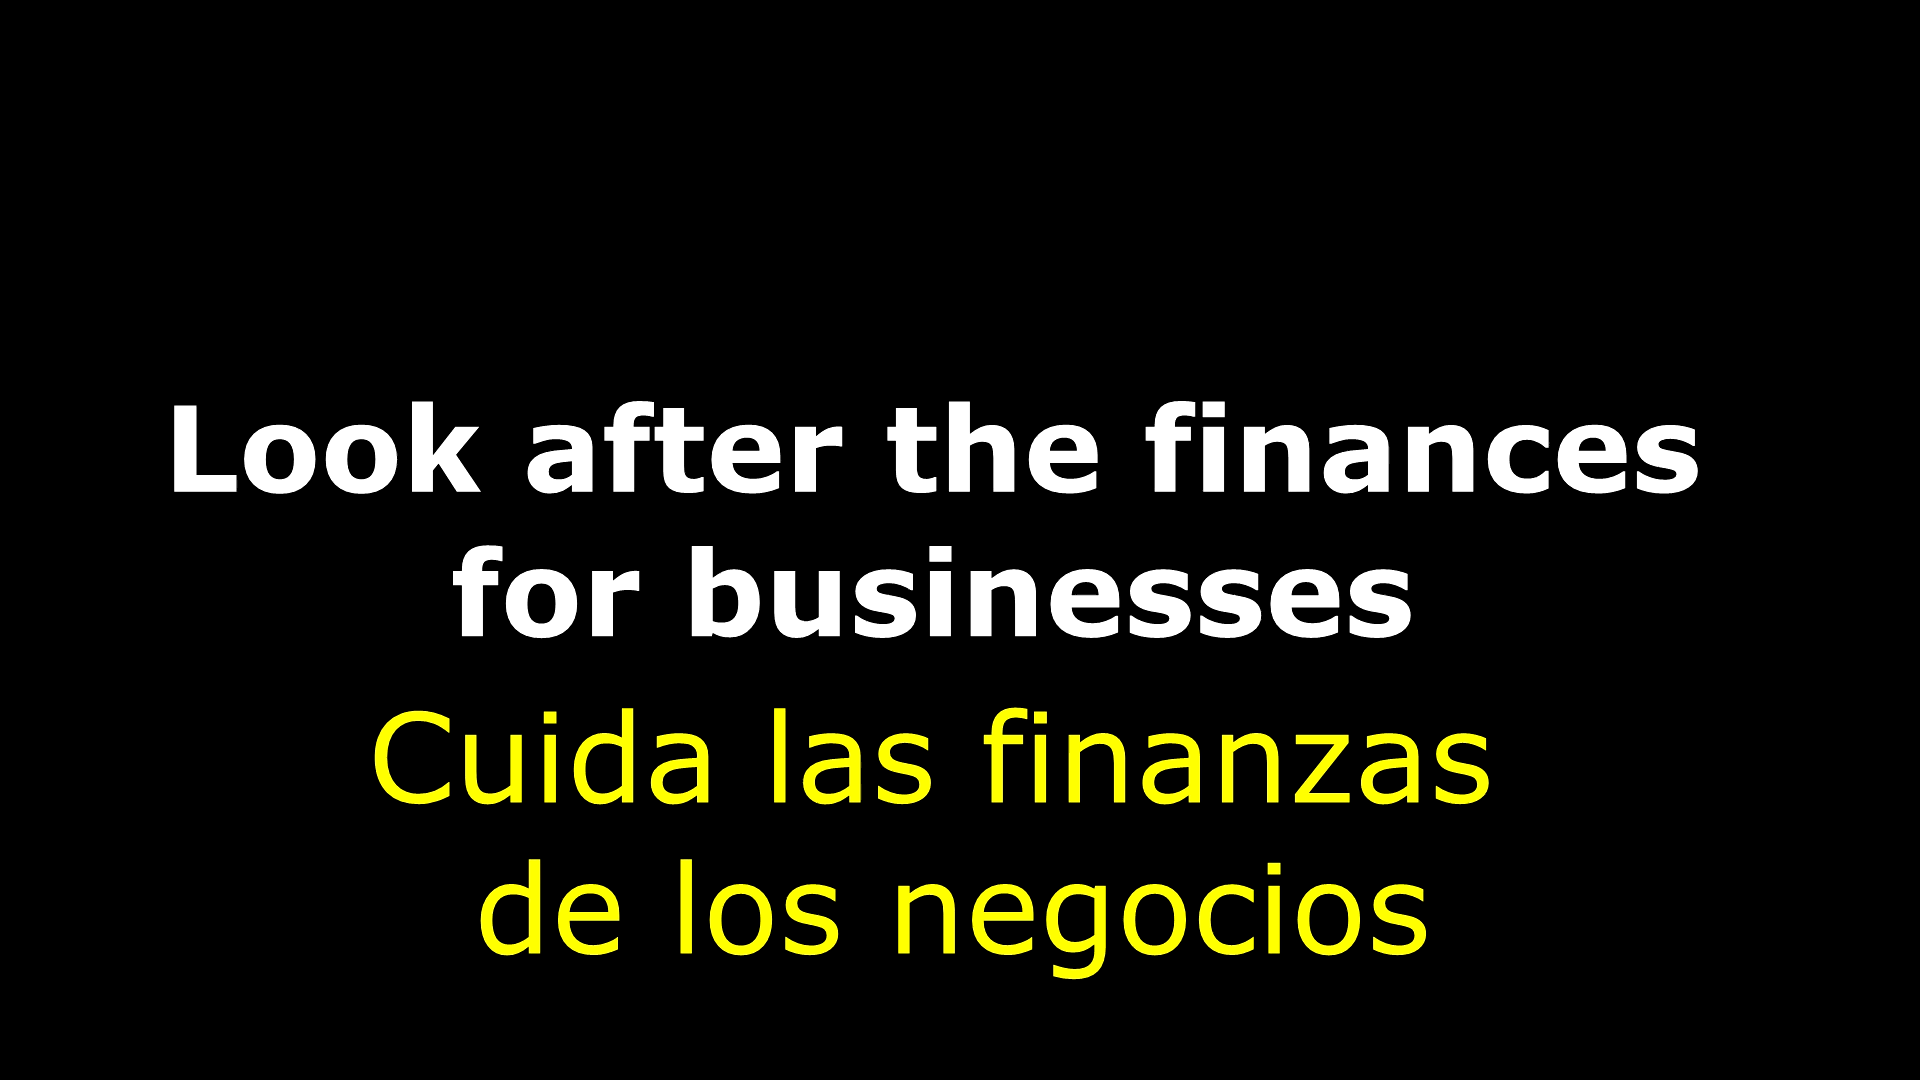 Look after the finances
for businesses
Cuida las finanzas
de los negocios